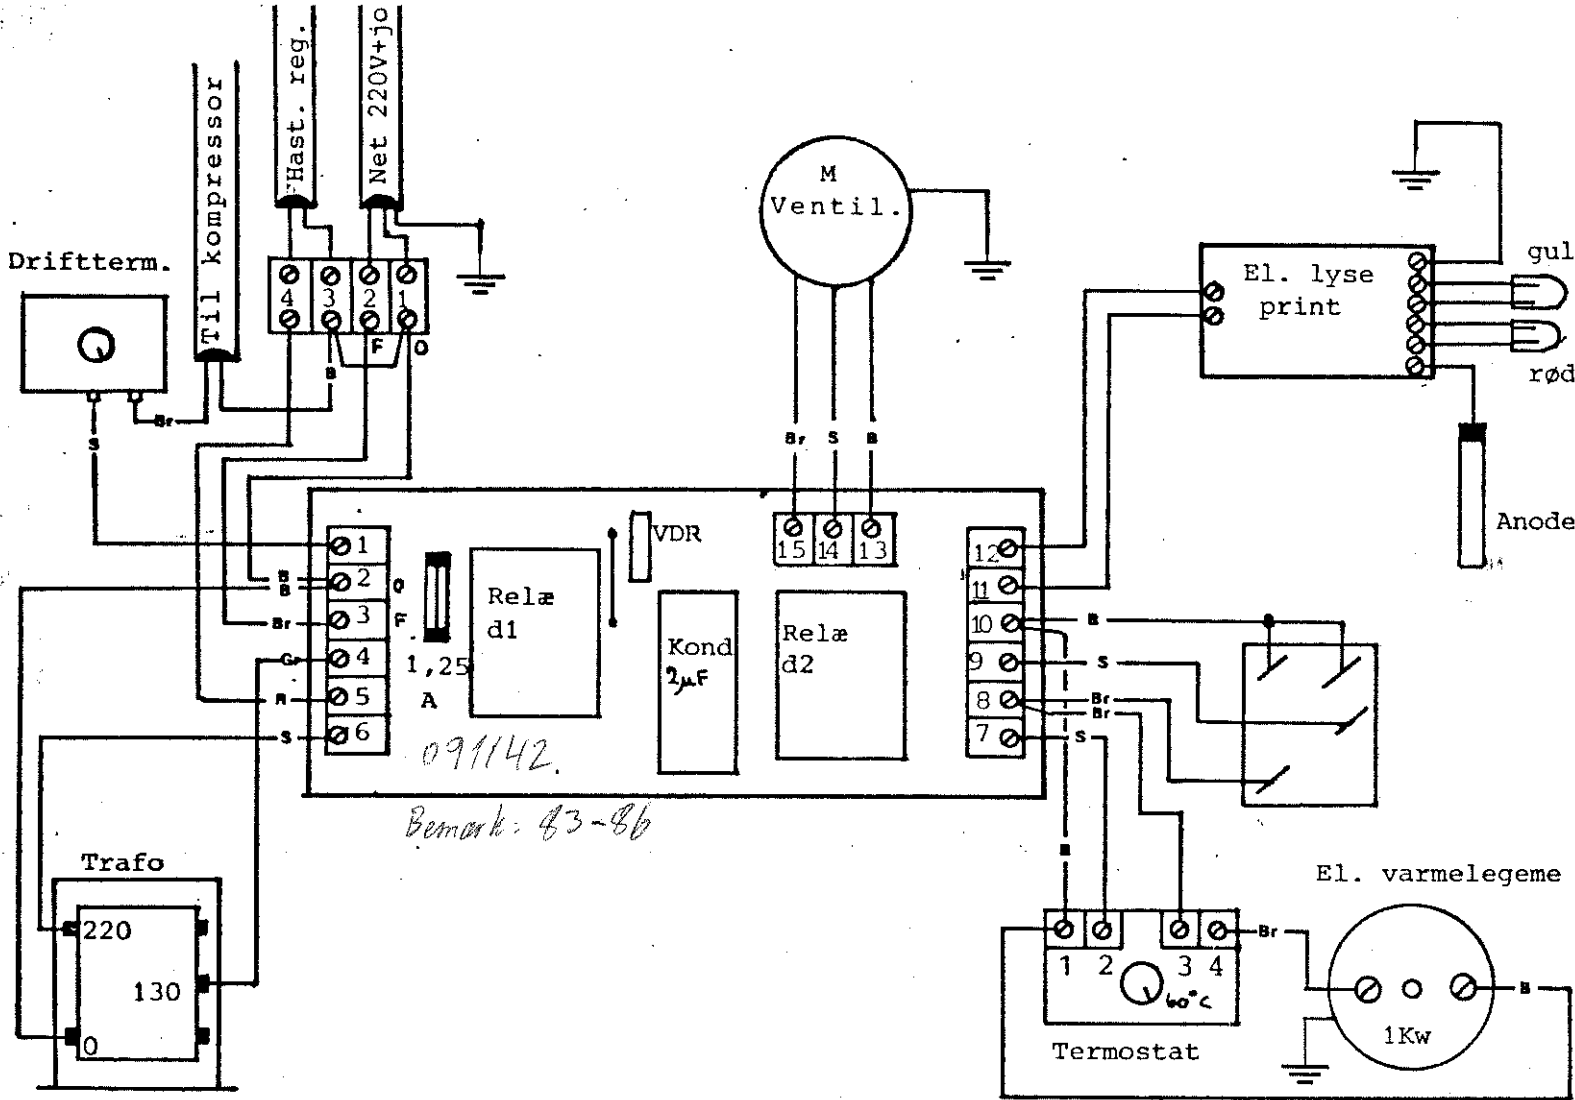 Til kompressor
Hast. reg.
Net 220V+jo
Driftterm.
4 3 2 1
F O
B
Br
S
M
Ventil.
Br S B
15 14 13
El. lyse
print
gul
rød
Anode
1
B
B
2 O
Br 3 F
Gr 4
R 5
S 6
1,25
A
Relæ
d1
VDR
Kond
2µF
Relæ
d2
12
11
10 B
9 S
8 Br
Br
7 S
091142.
Bemærk: 83-86
Trafo
220
130
0
B
1 2 3 4
60°C
Termostat
Br
El. varmelegeme
1Kw
B